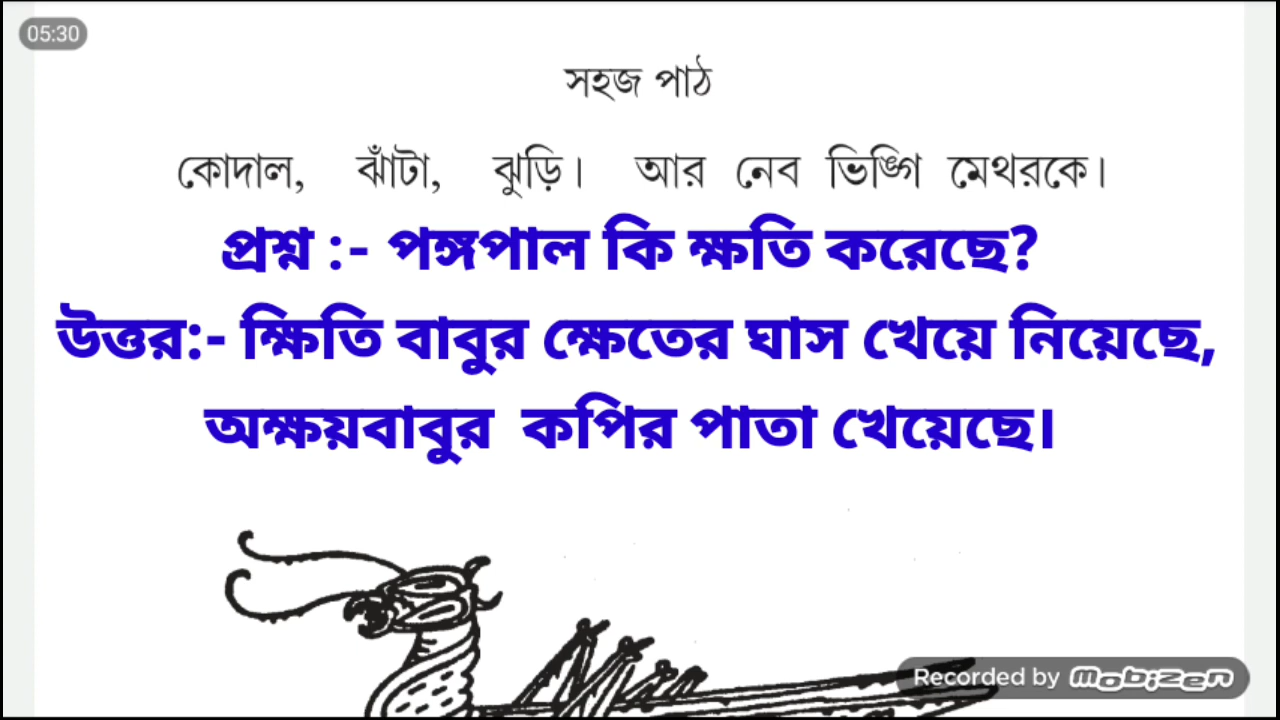 05:30
সহজ পাঠ
কোদাল, ঝাঁটা, ঝুড়ি। আর নেব ভিঙ্গি মেথরকে।
প্রশ্ন :- পঙ্গপাল কি ক্ষতি করেছে?
উত্তর:- ক্ষিতি বাবুর ক্ষেতের ঘাস খেয়ে নিয়েছে,
অক্ষয়বাবুর কপির পাতা খেয়েছে।
Recorded by mobizen